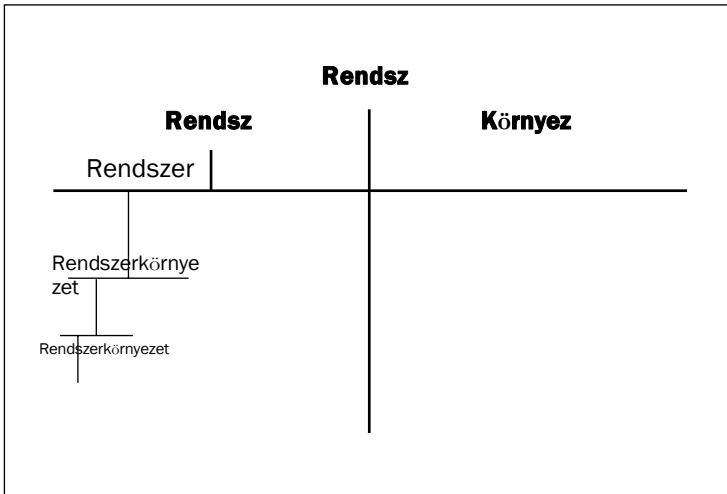 Rendsz
Rendsz
Környez
Rendszer
Rendszerkörnye
zet
Rendszerkörnyezet